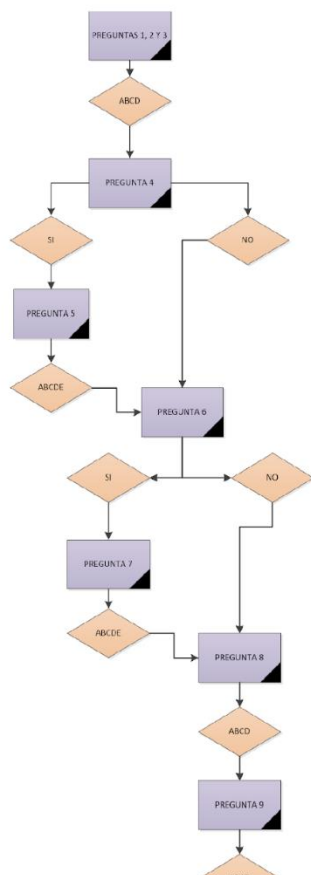 PREGUNTAS 1, 2 Y 3
ABCD
PREGUNTA 4
SI
NO
PREGUNTA 5
ABCDE
PREGUNTA 6
SI
NO
PREGUNTA 7
ABCDE
PREGUNTA 8
ABCD
PREGUNTA 9